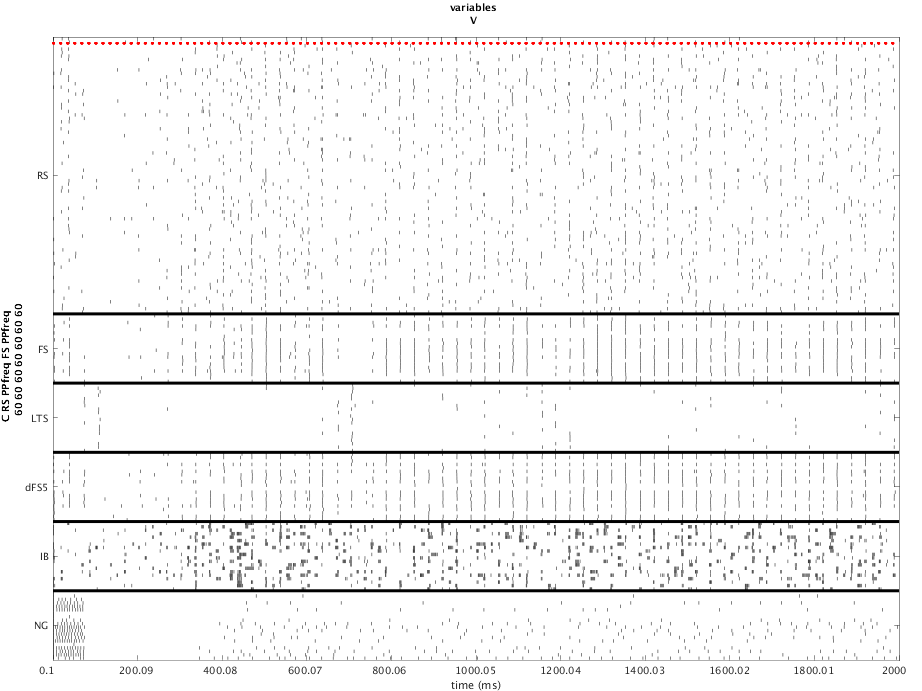 variables
V
RS
FS
LTS
dFS5
IB
NG
C RS PPfreq FS PPfreq
60 60 60 60 60 60 60 60
0.1 200.09 400.08 600.07 800.06 1000.05 1200.04 1400.03 1600.02 1800.01 2000
time (ms)